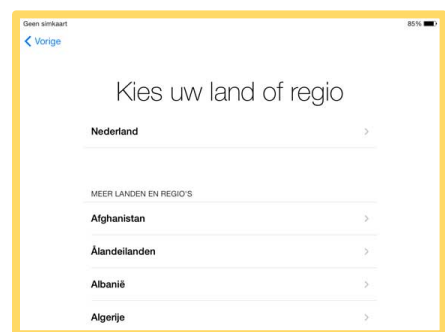 Geen simkaart 85%
Vorige
Kies uw land of regio
Nederland
MEER LANDEN EN REGIO'S
Afghanistan
Ålandeilanden
Albanië
Algerije